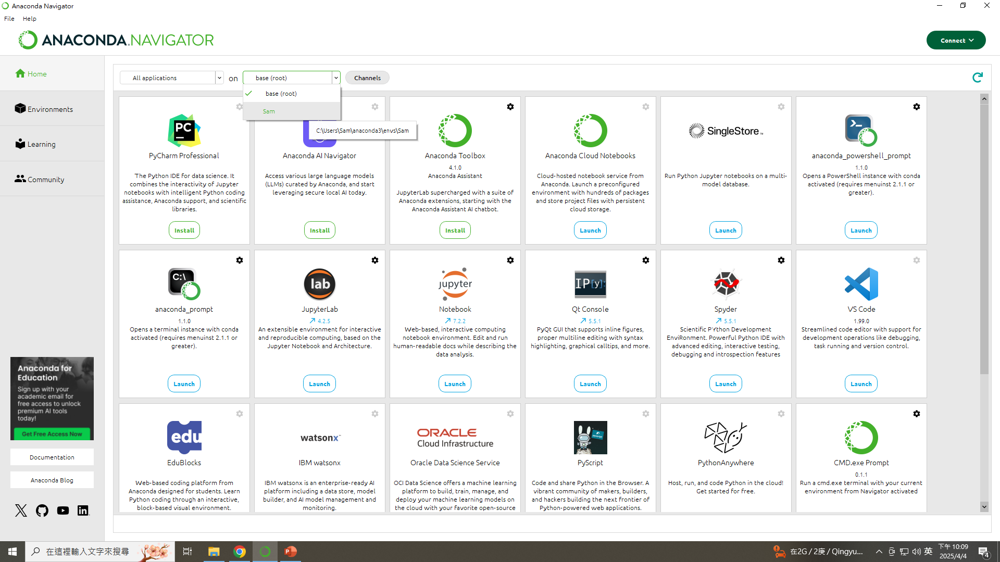 Anaconda Navigator
File Help
ANACONDA.NAVIGATOR
Connect
Home
Environments
Learning
Community
All applications
on
base (root)
Channels
base (root)
Sam
C:\Users\Sam\anaconda3\envs\Sam
PC
PyCharm Professional
The Python IDE for data science. It
combines the interactivity of Jupyter
notebooks with intelligent Python coding
assistance, Anaconda support, and scientific
libraries.
Install
Anaconda AI Navigator
Access various large language models
(LLMs) curated by Anaconda, and start
leveraging secure local AI today.
Install
Anaconda Toolbox
4.1.0
Anaconda Assistant
JupyterLab supercharged with a suite of
Anaconda extensions, starting with the
Anaconda Assistant AI chatbot.
Install
Anaconda Cloud Notebooks
Cloud-hosted notebook service from
Anaconda. Launch a preconfigured
environment with hundreds of packages
and store project files with persistent
cloud storage.
Launch
SingleStore™
Run Python Jupyter notebooks on a multi-
model database.
Launch
anaconda_powershell_prompt
1.1.0
Opens a PowerShell instance with conda
activated (requires menuinst 2.1.1 or
greater).
Launch
C:\
anaconda_prompt
1.1.0
Opens a terminal instance with conda
activated (requires menuinst 2.1.1 or
greater).
Launch
lab
JupyterLab
4.2.5
An extensible environment for interactive
and reproducible computing, based on the
Jupyter Notebook and Architecture.
Launch
jupyter
Notebook
7.2.2
Web-based, interactive computing
notebook environment. Edit and run
human-readable docs while describing the
data analysis.
Launch
IP[y]:
Qt Console
5.5.1
PyQt GUI that supports inline figures,
proper multiline editing with syntax
highlighting, graphical calltips, and more.
Launch
Spyder
5.5.1
Scientific PYthon Development
EnviRonment. Powerful Python IDE with
advanced editing, interactive testing,
debugging and introspection features
Launch
VS Code
1.99.0
Streamlined code editor with support for
development operations like debugging,
task running and version control.
Launch
edu
EduBlocks
Web-based coding platform from
Anaconda designed for students. Learn
Python coding through an interactive,
block-based visual environment.
watsonx™
IBM watsonx
IBM watsonx is an enterprise-ready AI
platform including a data store, model
builder, and AI model management and
monitoring.
ORACLE
Cloud Infrastructure
Oracle Data Science Service
OCI Data Science offers a machine learning
platform to build, train, manage, and
deploy your machine learning models on
the cloud with your favorite open-source
PyScript
Code and share Python in the Browser. A
vibrant community of makers, builders,
and hackers building the next frontier of
Python-powered web applications.
PythonAnywhere
Host, run, and code Python in the cloud!
Get started for free.
CMD.exe Prompt
0.1.1
Run a cmd.exe terminal with your current
environment from Navigator activated
Anaconda for
Education
Sign up with your
academic email for
free access to unlock
premium AI tools
today!
Get Free Access Now
Documentation
Anaconda Blog
在這裡輸入文字來搜尋
在2G / 2庚 / Qingyu...
英
下午 10:09
2025/4/4
4